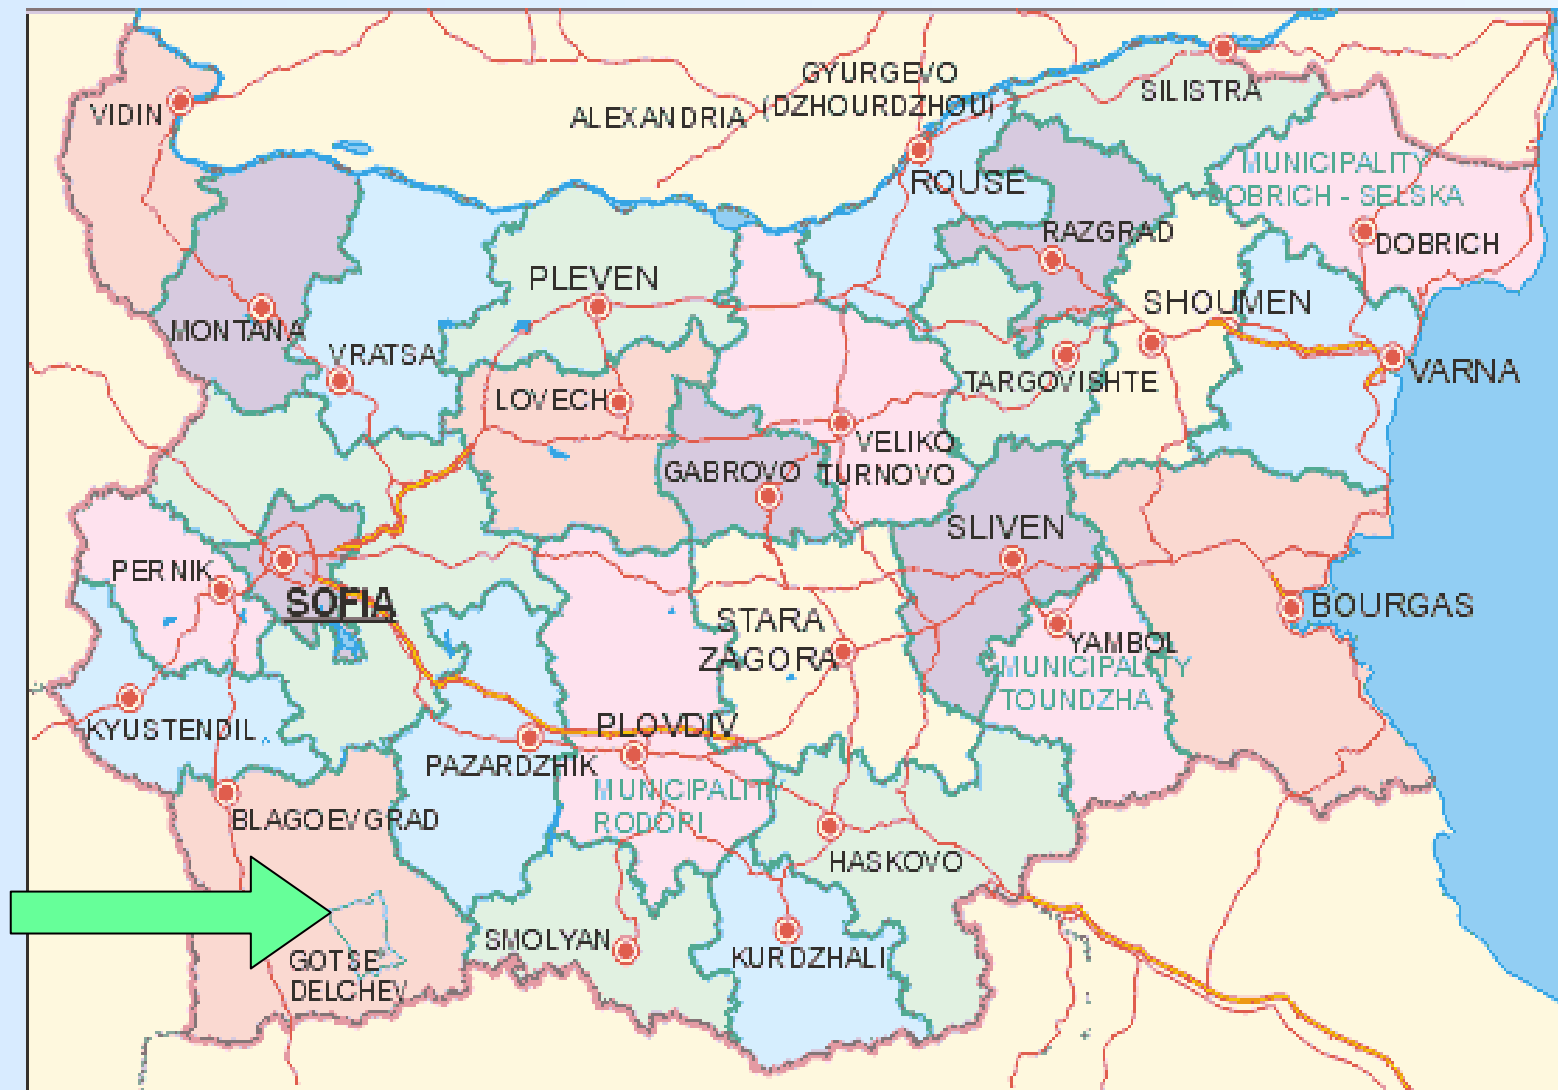 GYURGEVO
(DZHOURDZHOU)
SILISTRA
VIDIN
ALEXANDRIA
MUNICIPALITY
DOBRICH - SELSKA
ROUSE
RAZGRAD
DOBRICH
PLEVEN
SHOUMEN
MONTANA
VRATSA
TARGOVISHTE
VARNA
LOVECH
VELIKO
TURNOVO
GABROVO
SLIVEN
PERNIK
SOFIA
BOURGAS
STARA
ZAGORA
YAMBOL
MUNICIPALITY
TOUNDZHA
KYUSTENDIL
PLOVDIV
PAZARDZHIK
MUNICIPALITY
RODOPI
BLAGOEVGRAD
HASKOVO
SMOLYAN
KURDZHALI
GOTSE
DELCHEV